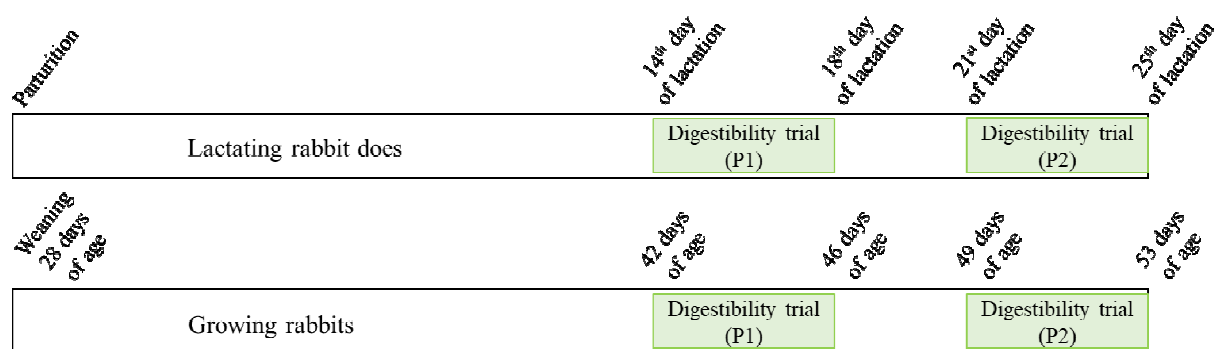 Parturition
14th day
of lactation
18th day
of lactation
21st day
of lactation
25th day
of lactation
Lactating rabbit does
Digestibility trial
(P1)
Digestibility trial
(P2)
Weaning
28 days
of age
42 days
of age
46 days
of age
49 days
of age
53 days
of age
Growing rabbits
Digestibility trial
(P1)
Digestibility trial
(P2)